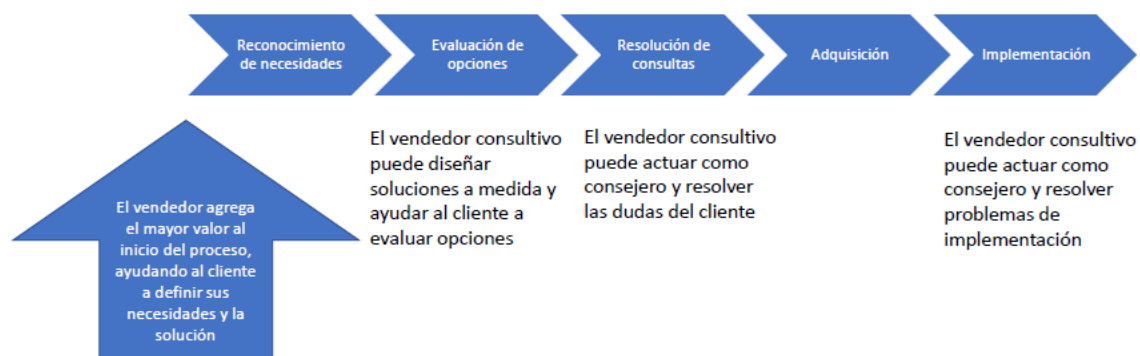 Reconocimiento
de necesidades
Evaluación de
opciones
Resolución de
consultas
Adquisición
Implementación
El vendedor agrega
el mayor valor al
inicio del proceso,
ayudando al cliente
a definir sus
necesidades y la
solución
El vendedor consultivo
puede diseñar
soluciones a medida y
ayudar al cliente a
evaluar opciones
El vendedor consultivo
puede actuar como
consejero y resolver
las dudas del cliente
El vendedor consultivo
puede actuar como
consejero y resolver
problemas de
implementación